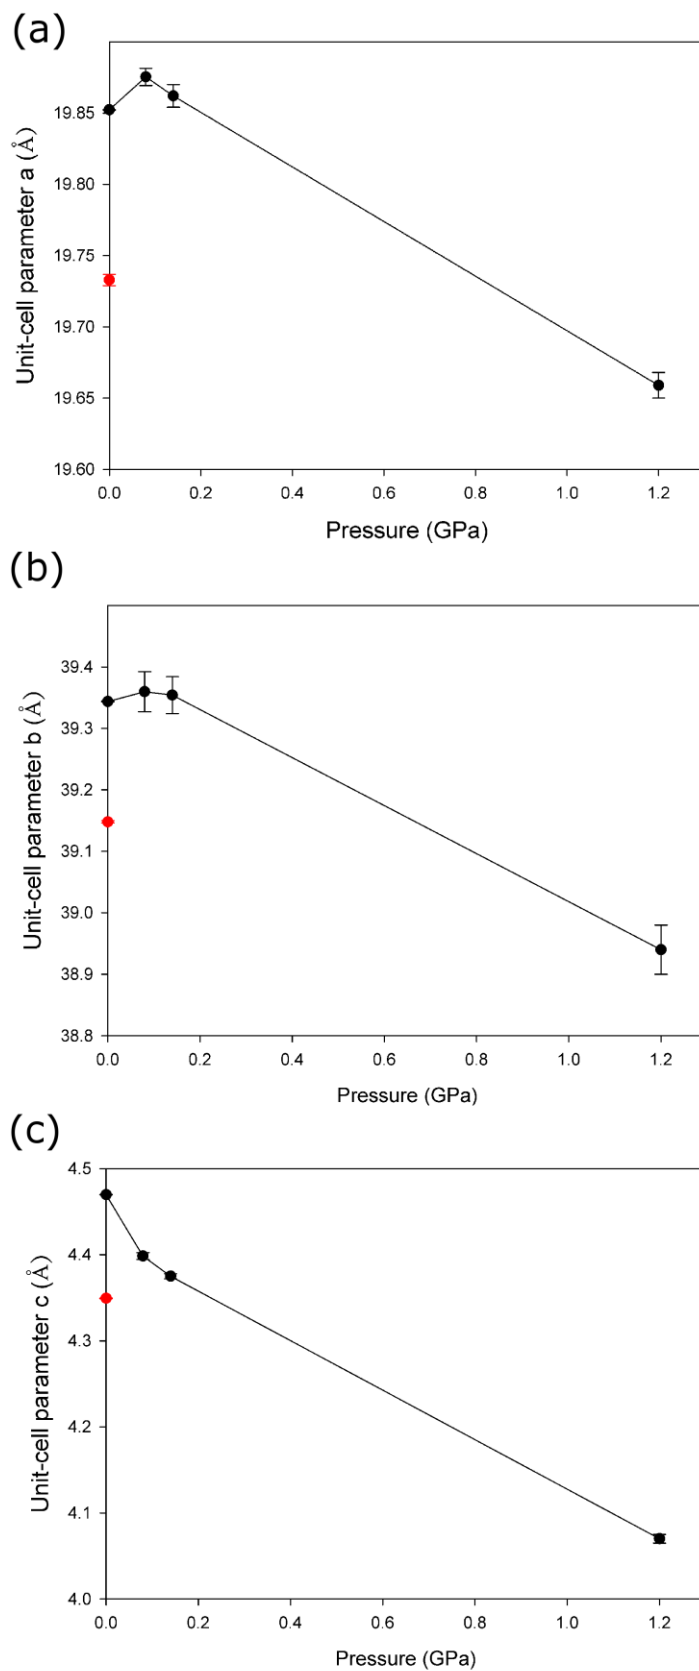 (a)
Unit-cell parameter a (Å)
19.85
19.80
19.75
19.70
19.65
19.60
0.0 0.2 0.4 0.6 0.8 1.0 1.2
Pressure (GPa)
(b)
Unit-cell parameter b (Å)
39.4
39.3
39.2
39.1
39.0
38.9
38.8
0.0 0.2 0.4 0.6 0.8 1.0 1.2
Pressure (GPa)
(c)
Unit-cell parameter c (Å)
4.5
4.4
4.3
4.2
4.1
4.0
0.0 0.2 0.4 0.6 0.8 1.0 1.2
Pressure (GPa)